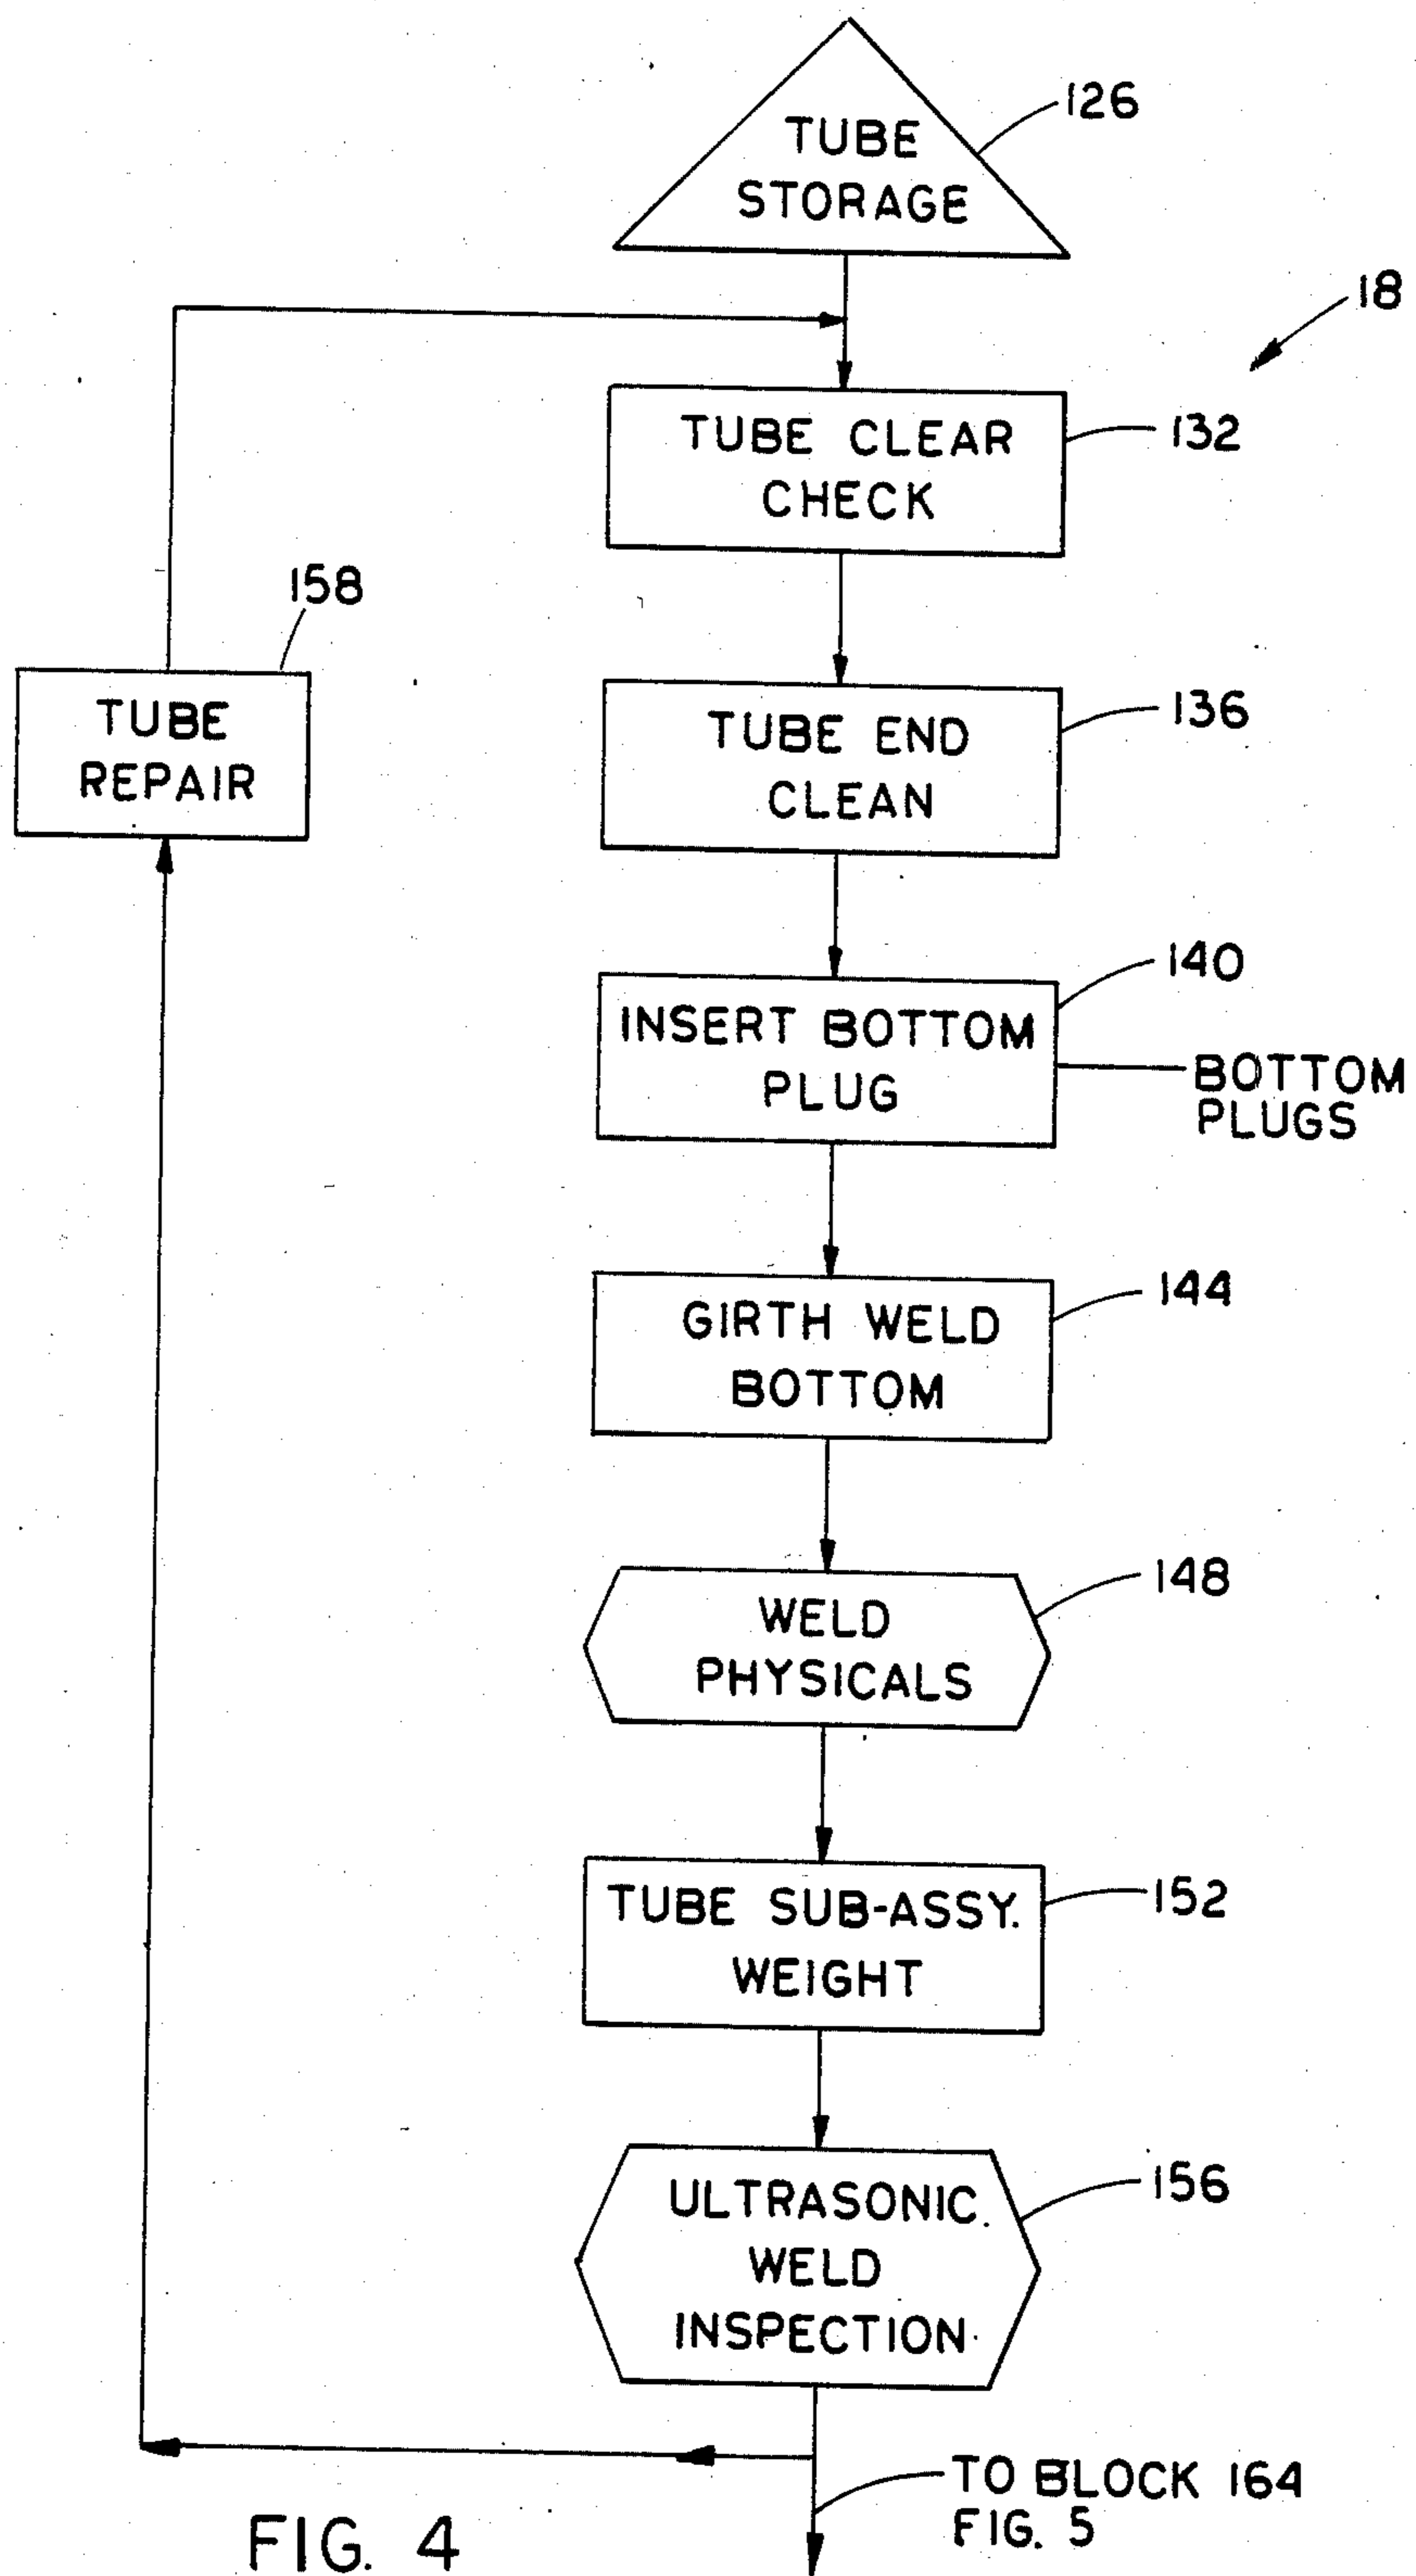 TUBE
STORAGE
126
18
TUBE CLEAR
CHECK
132
158
TUBE
REPAIR
TUBE END
CLEAN
136
INSERT BOTTOM
PLUG
140
BOTTOM
PLUGS
GIRTH WELD
BOTTOM
144
WELD
PHYSICALS
148
TUBE SUB-ASSY.
WEIGHT
152
ULTRASONIC
WELD
INSPECTION
156
TO BLOCK 164
FIG. 5
FIG. 4